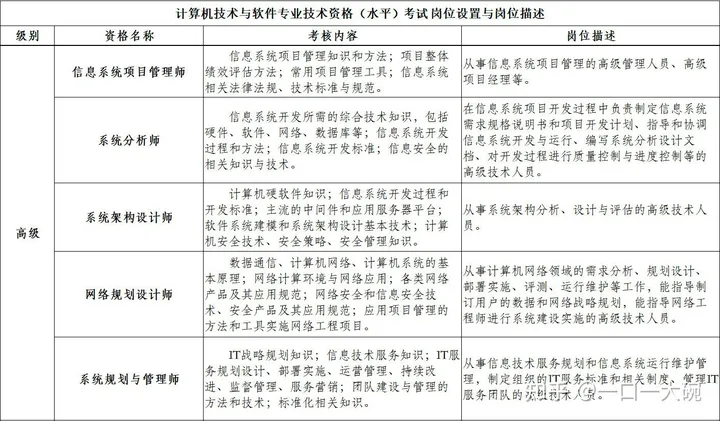 计算机技术与软件专业技术资格（水平）考试 岗位设置与岗位描述
级别 资格名称 考核内容 岗位描述
高级
信息系统项目管理师
信息系统项目管理知识和方法；项目整体
绩效评估方法；常用项目管理工具；信息系统
相关法律法规、技术标准与规范。
从事信息系统项目管理的高级管理人员、高级
项目经理等。
系统分析师
信息系统开发所需的综合技术知识，包括
硬件、软件、网络、数据库等；信息系统开发
过程和方法；信息系统开发标准；信息安全的
相关知识与技术。
在信息系统项目开发过程中负责制定信息系统
需求规格说明书和项目开发计划、指导和协调
信息系统开发与运行、编写系统分析设计文
档、对开发过程进行质量控制与进度控制等的
高级技术人员。
系统架构设计师
计算机硬软件知识；信息系统开发过程和
开发标准；主流的中间件和应用服务器平台；
软件系统建模和系统架构设计基本技术；计算
机安全技术、安全策略、安全管理知识。
从事系统架构分析、设计与评估的高级技术人
员。
网络规划设计师
数据通信、计算机网络、计算机系统的基
本原理；网络计算环境与网络应用；各类网络
产品及其应用规范；网络安全和信息安全技
术、安全产品及其应用规范；应用项目管理的
方法和工具实施网络工程项目。
从事计算机网络领域的需求分析、规划设计、
部署实施、评测、运行维护等工作，能指导制
订用户的数据和网络战略规划，能指导网络工
程师进行系统建设实施的高级技术人员。
系统规划与管理师
IT战略规划知识；信息技术服务知识；IT服
务规划设计、部署实施、运营管理、持续改
进、监督管理、服务营销；团队建设与管理的
方法和技术；标准化相关知识。
从事信息技术服务规划和信息系统运行维护管
理，制定组织的IT服务标准和相关制度、管理IT
服务团队的
知乎 @一口一大碗